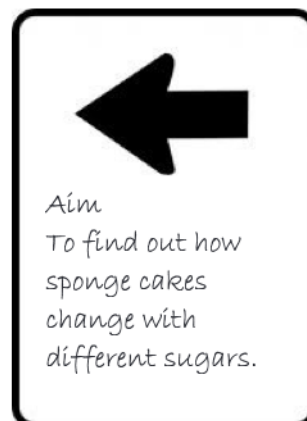 Aim
To find out how
sponge cakes
change with
different sugars.